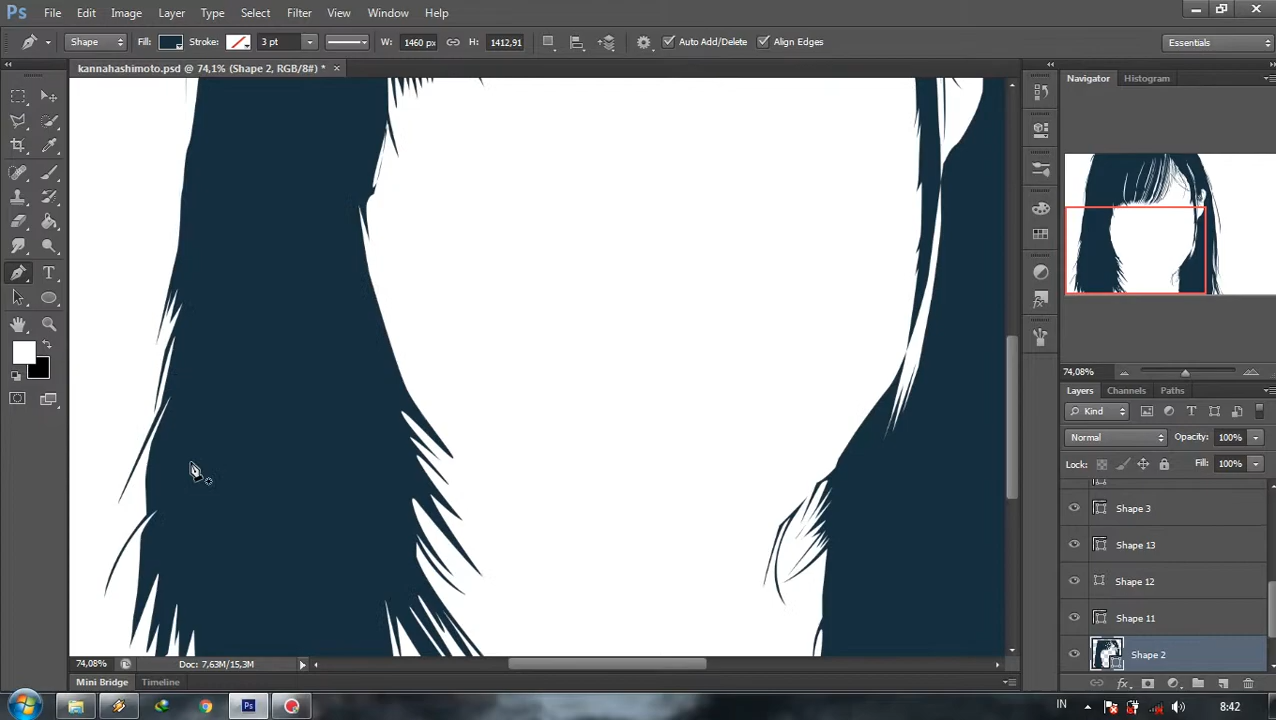 Ps File Edit Image Layer Type Select Filter View Window Help
Shape Fill: Stroke: 3 pt W: 1460 px H: 1412,91 Auto Add/Delete Align Edges Essentials
kannahashimoto.psd @ 74,1% (Shape 2, RGB/8#) * ×
Navigator Histogram
74,08%
Layers Channels Paths
Kind
Normal Opacity: 100%
Lock: Fill: 100%
Shape 3
Shape 13
Shape 12
Shape 11
Shape 2
74,08% Doc: 7,63M/15,3M
Mini Bridge Timeline
Ps IN 8:42